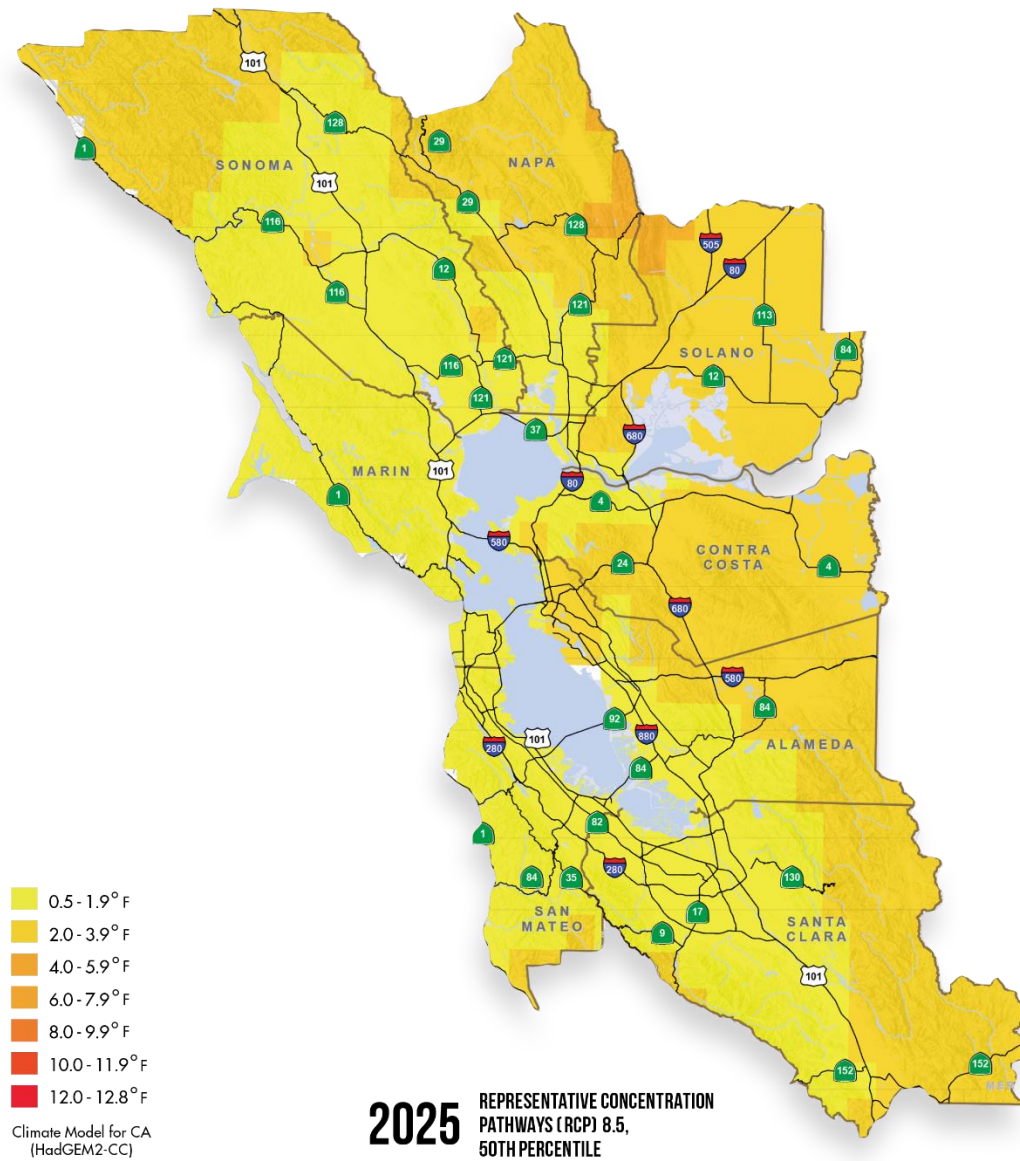 101
128
29
1
SONOMA
NAPA
101
29
116
128
505
12
80
116
121
113
SOLANO
84
116
121
12
121
37
680
MARIN
101
80
1
4
580
CONTRA
COSTA
24
4
680
580
84
92
101
880
280
ALAMEDA
84
1
82
280
84
35
130
17
SAN
MATEO
SANTA
CLARA
9
101
152
152
MER
0.5 - 1.9° F
2.0 - 3.9° F
4.0 - 5.9° F
6.0 - 7.9° F
8.0 - 9.9° F
10.0 - 11.9° F
12.0 - 12.8° F
Climate Model for CA
(HadGEM2-CC)
2025
REPRESENTATIVE CONCENTRATION
PATHWAYS (RCP) 8.5,
50TH PERCENTILE